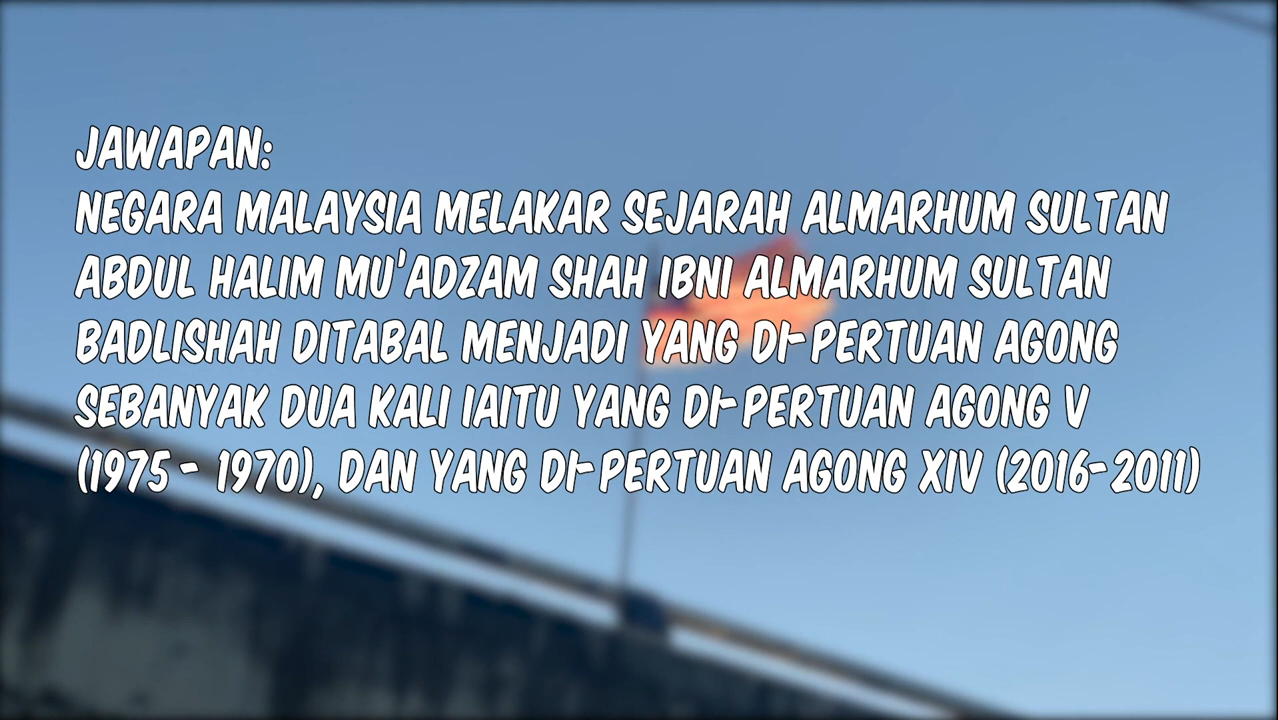 JAWAPAN:
NEGARA MALAYSIA MELAKAR SEJARAH ALMARHUM SULTAN
ABDUL HALIM MU'ADZAM SHAH IBNI ALMARHUM SULTAN
BADLISHAH DITABAL MENJADI YANG DI-PERTUAN AGONG
SEBANYAK DUA KALI IAITU YANG DI-PERTUAN AGONG V
(1975 - 1970), DAN YANG DI-PERTUAN AGONG XIV (2016-2011)